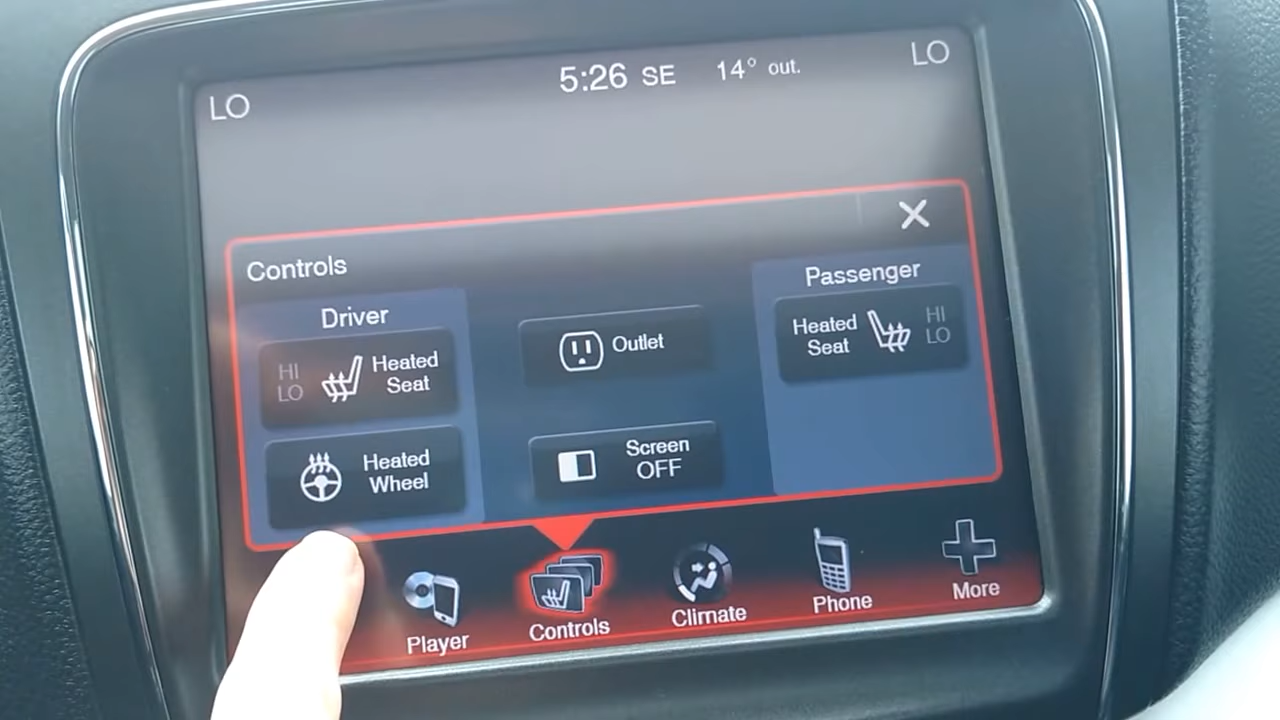 LO
5:26 SE 14° out.
LO
Controls
Driver
HI
LO
Heated
Seat
Heated
Wheel
Outlet
Screen
OFF
Passenger
Heated
Seat
HI
LO
Player
Controls
Climate
Phone
More